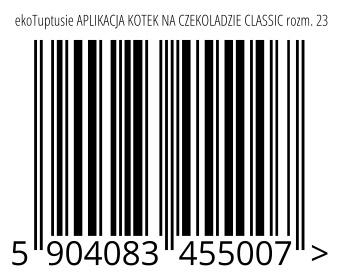 ekoTuptusie APLIKACJA KOTEK NA CZEKOLADZIE CLASSIC rozm. 23
5 904083 455007 >